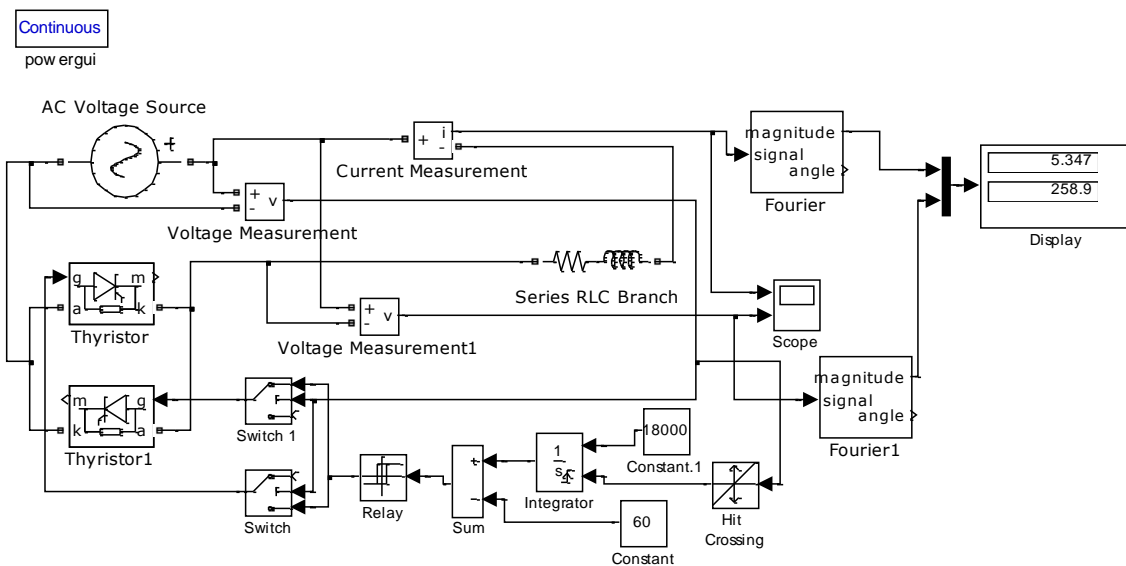 Continuous
pow ergui
AC Voltage Source
+
i
-
Current Measurement
magnitude
signal
angle
Fourier
5.347
258.9
Display
+
-
v
Voltage Measurement
Series RLC Branch
g
m
a
k
Thyristor
+
-
v
Voltage Measurement1
Scope
m
g
k
a
Thyristor1
Switch 1
magnitude
signal
angle
Fourier1
18000
Constant.1
1
s
Integrator
Switch
Relay
Sum
60
Constant
Hit
Crossing